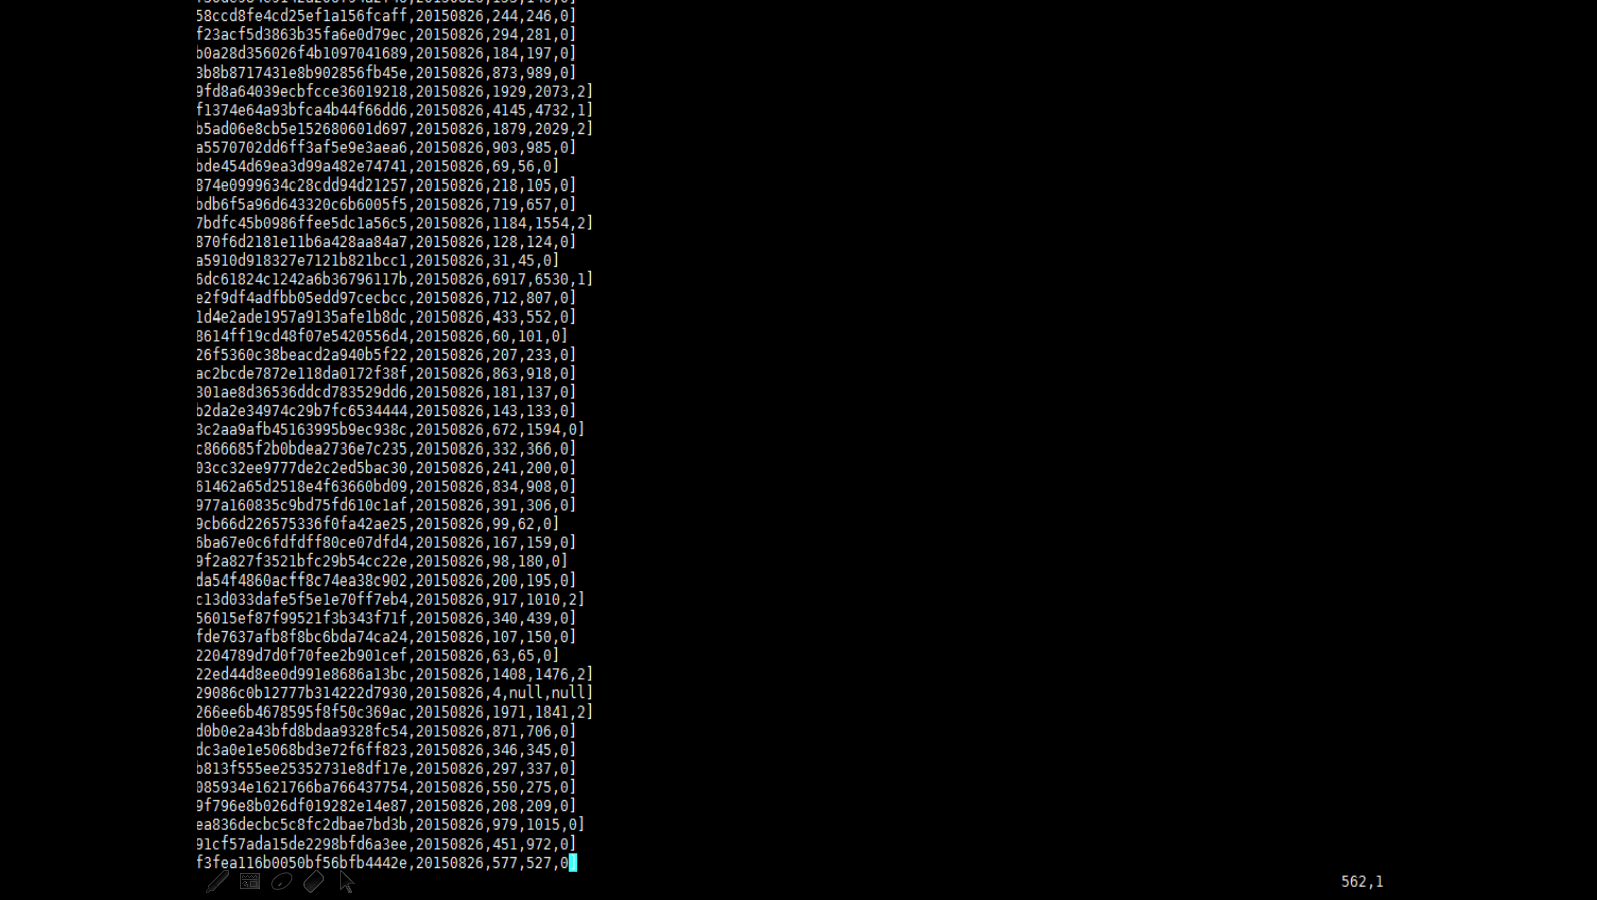 58ccd8fe4cd25ef1a156fcaff,20150826,244,246,0]
f23acf5d3863b35fa6e0d79ec,20150826,294,281,0]
b0a28d356026f4b1097041689,20150826,184,197,0]
3b8b8717431e8b902856fb45e,20150826,873,989,0]
9fd8a64039ecbfcce36019218,20150826,1929,2073,2]
f1374e64a93bfca4b44f66dd6,20150826,4145,4732,1]
b5ad06e8cb5e152680601d697,20150826,1879,2029,2]
a5570702dd6ff3af5e9e3aea6,20150826,903,985,0]
bde454d69ea3d99a482e74741,20150826,69,56,0]
874e0999634c28cdd94d21257,20150826,218,105,0]
bdb6f5a96d643320c6b6005f5,20150826,719,657,0]
7bdfc45b0986ffee5dc1a56c5,20150826,1184,1554,2]
870f6d2181e11b6a428aa84a7,20150826,128,124,0]
a5910d918327e7121b821bcc1,20150826,31,45,0]
6dc61824c1242a6b36796117b,20150826,6917,6530,1]
e2f9df4adfbb05edd97cecbcc,20150826,712,807,0]
1d4e2ade1957a9135afe1b8dc,20150826,433,552,0]
8614ff19cd48f07e5420556d4,20150826,60,101,0]
26f5360c38beacd2a940b5f22,20150826,207,233,0]
ac2bcde7872e118da0172f38f,20150826,863,918,0]
301ae8d36536ddcd783529dd6,20150826,181,137,0]
b2da2e34974c29b7fc6534444,20150826,143,133,0]
3c2aa9afb45163995b9ec938c,20150826,672,1594,0]
c866685f2b0bdea2736e7c235,20150826,332,366,0]
03cc32ee9777de2c2ed5bac30,20150826,241,200,0]
61462a65d2518e4f63660bd09,20150826,834,908,0]
977a160835c9bd75fd610c1af,20150826,391,306,0]
9cb66d226575336f0fa42ae25,20150826,99,62,0]
6ba67e0c6fdfdff80ce07dfd4,20150826,167,159,0]
9f2a827f3521bfc29b54cc22e,20150826,98,180,0]
da54f4860acff8c74ea38c902,20150826,200,195,0]
c13d033dafe5f5e1e70ff7eb4,20150826,917,1010,2]
56015ef87f99521f3b343f71f,20150826,340,439,0]
fde7637afb8f8bc6bda74ca24,20150826,107,150,0]
2204789d7d0f70fee2b901cef,20150826,63,65,0]
22ed44d8ee0d991e8686a13bc,20150826,1408,1476,2]
29086c0b12777b314222d7930,20150826,4,null,null]
266ee6b4678595f8f50c369ac,20150826,1971,1841,2]
d0b0e2a43bfd8bdaa9328fc54,20150826,871,706,0]
dc3a0e1e5068bd3e72f6ff823,20150826,346,345,0]
b813f555ee25352731e8df17e,20150826,297,337,0]
085934e1621766ba766437754,20150826,550,275,0]
9f796e8b026df019282e14e87,20150826,208,209,0]
ea836decbc5c8fc2dbae7bd3b,20150826,979,1015,0]
91cf57ada15de2298bfd6a3ee,20150826,451,972,0]
f3fea116b0050bf56bfb4442e,20150826,577,527,0]
562,1